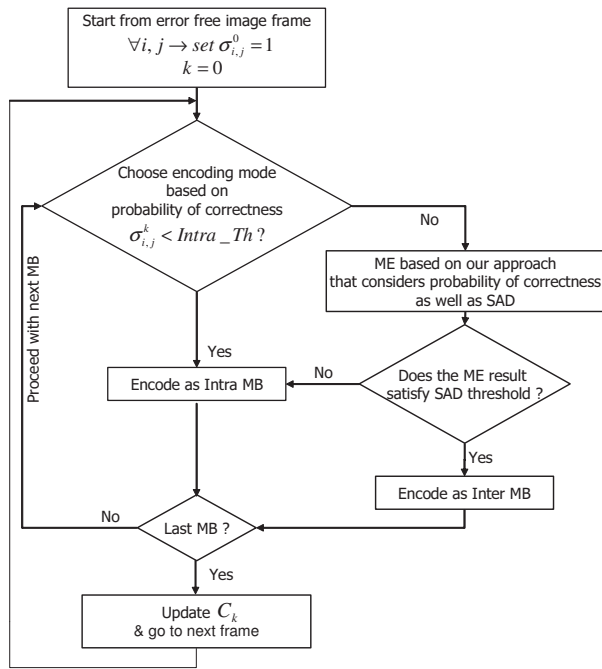 Start from error free image frame
∀i, j → set σ⁰ᵢ,ⱼ = 1
k = 0
Choose encoding mode
based on
probability of correctness
σᵏᵢ,ⱼ < Intra _ Th ?
No
ME based on our approach
that considers probability of correctness
as well as SAD
Proceed with next MB
Yes
Encode as Intra MB
No
Does the ME result
satisfy SAD threshold ?
Yes
Encode as Inter MB
No
Last MB ?
Yes
Update Cₖ
& go to next frame